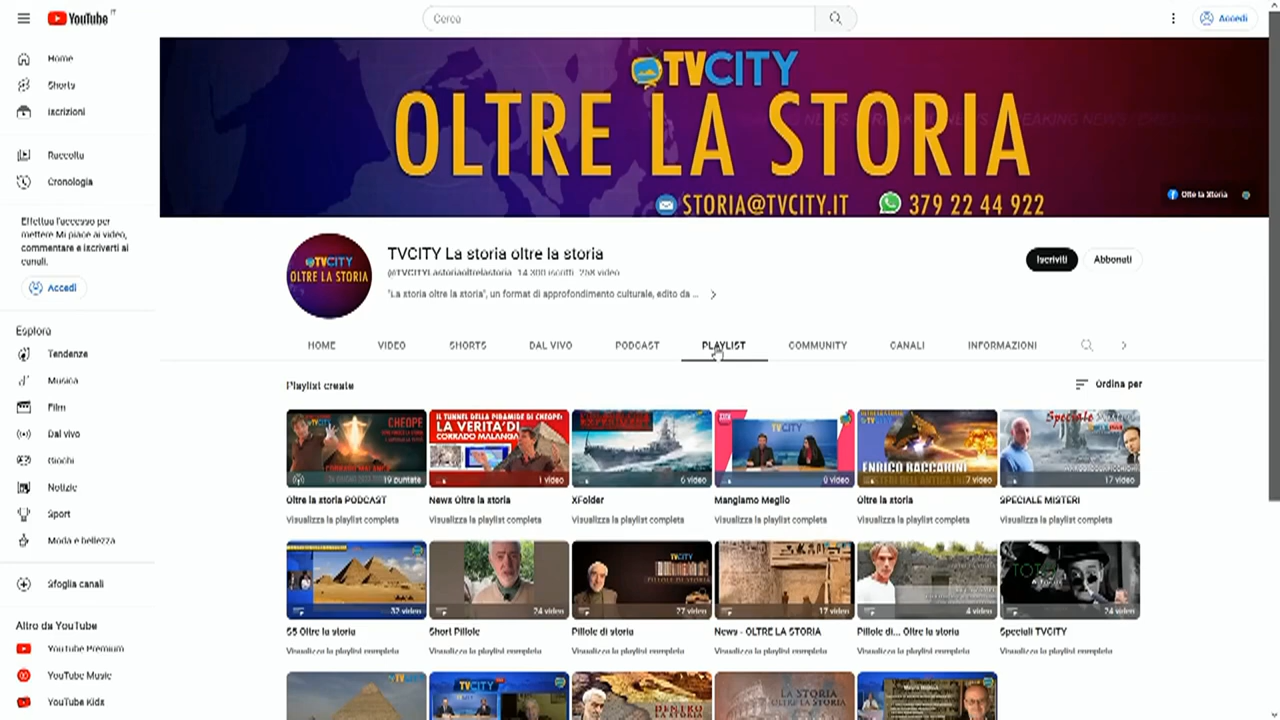 YouTube IT
Cerca
Accedi
Home
Shorts
Iscrizioni
Raccolta
Cronologia
Effettua l'accesso per
mettere Mi piace ai video,
commentare e iscriverti ai
canali.
Accedi
Esplora
Tendenze
Musica
Film
Dal vivo
Giochi
Notizie
Sport
Moda e bellezza
Sfoglia canali
Altro da YouTube
YouTube Premium
YouTube Music
YouTube Kids
TVCITY
OLTRE LA STORIA
STORIA@TVCITY.IT 379 22 44 922
Oltre la Storia
TVCITY
OLTRE LA STORIA
TVCITY La storia oltre la storia
@TVCITYLastoriaoltrelastoria 14.300 iscritti 268 video
"La storia oltre la storia", un format di approfondimento culturale, edito da ...
Iscriviti
Abbonati
HOME VIDEO SHORTS DAL VIVO PODCAST PLAYLIST COMMUNITY CANALI INFORMAZIONI
Playlist create
Ordina per
CHEOPE
CORRADO MALANGA
19 puntate
Oltre la storia PODCAST
Visualizza la playlist completa
IL TUNNEL DELLA PIRAMIDE DI CHEOPE:
LA VERITA' DI
CORRADO MALANGA
1 video
News Oltre la storia
Visualizza la playlist completa
6 video
XFolder
Visualizza la playlist completa
TVCITY
Mangiamo Meglio
Visualizza la playlist completa
ENRICO BACCARINI
7 video
Oltre la storia
Visualizza la playlist completa
Speciale
17 video
SPECIALE MISTERI
Visualizza la playlist completa
32 video
S5 Oltre la storia
Visualizza la playlist completa
24 video
Short Pillole
Visualizza la playlist completa
TVCITY
PILLOLE DI STORIA
27 video
Pillole di storia
Visualizza la playlist completa
17 video
News - OLTRE LA STORIA
Visualizza la playlist completa
4 video
Pillole di... Oltre la storia
Visualizza la playlist completa
24 video
Speciali TVCITY
Visualizza la playlist completa
TVCITY
TVCITY
DENTRO
LA STORIA
LA STORIA
OLTRE LA STORIA